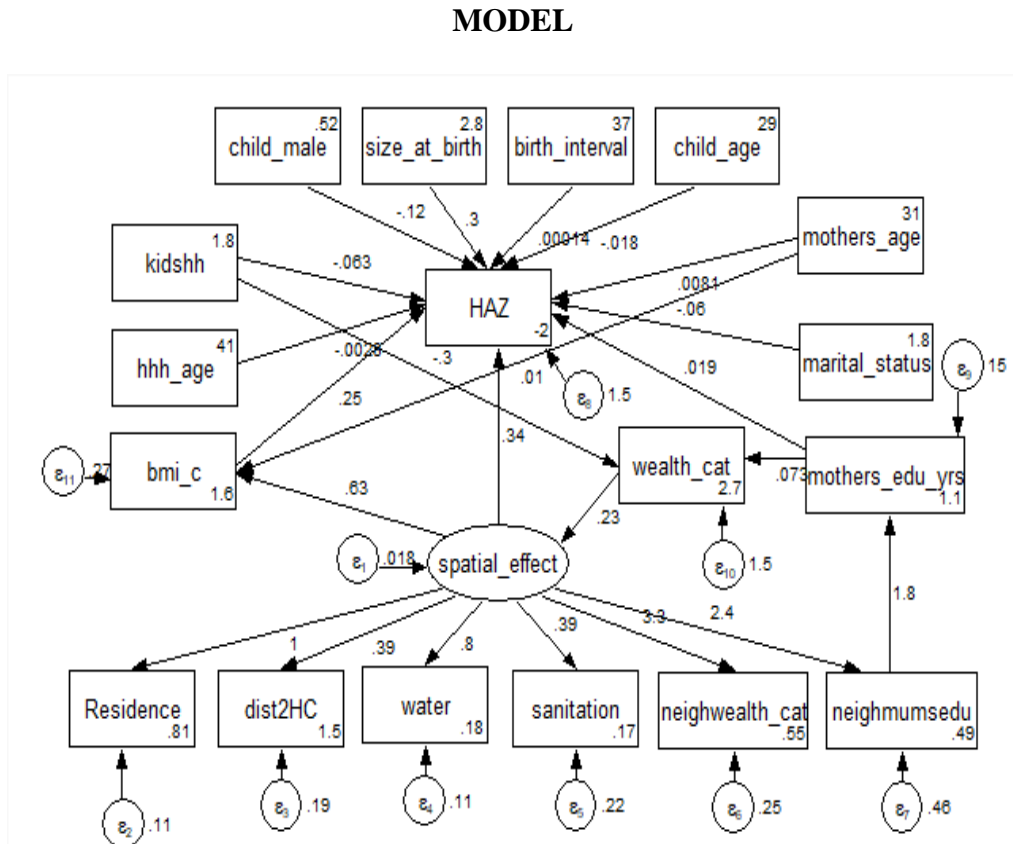 MODEL
.52
child_male
2.8
size_at_birth
37
birth_interval
29
child_age
31
mothers_age
1.8
kidshh
-.12
.3
.00014
-.018
-.063
.0081
HAZ
-2
-.06
41
hhh_age
-.0028
-.3
.01
1.8
marital_status
ε9
15
.25
ε8
1.5
.019
.34
ε11
.27
bmi_c
1.6
wealth_cat
2.7
.073
mothers_edu_yrs
1.1
.63
.23
ε1
.018
spatial_effect
ε10
1.5
1.8
1
.39
.8
.39
3.3
2.4
Residence
.81
dist2HC
1.5
water
.18
sanitation
.17
neighwealth_cat
.55
neighmumsedu
.49
ε2
.11
ε3
.19
ε4
.11
ε5
.22
ε6
.25
ε7
.46